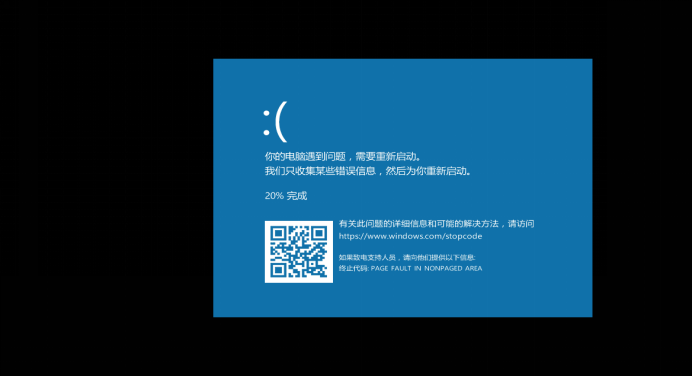 :(
你的电脑遇到问题，需要重新启动。
我们只收集某些错误信息，然后为你重新启动。
20% 完成
有关此问题的详细信息和可能的解决方法，请访问
https://www.windows.com/stopcode
如果致电支持人员，请向他们提供以下信息:
终止代码: PAGE FAULT IN NONPAGED AREA